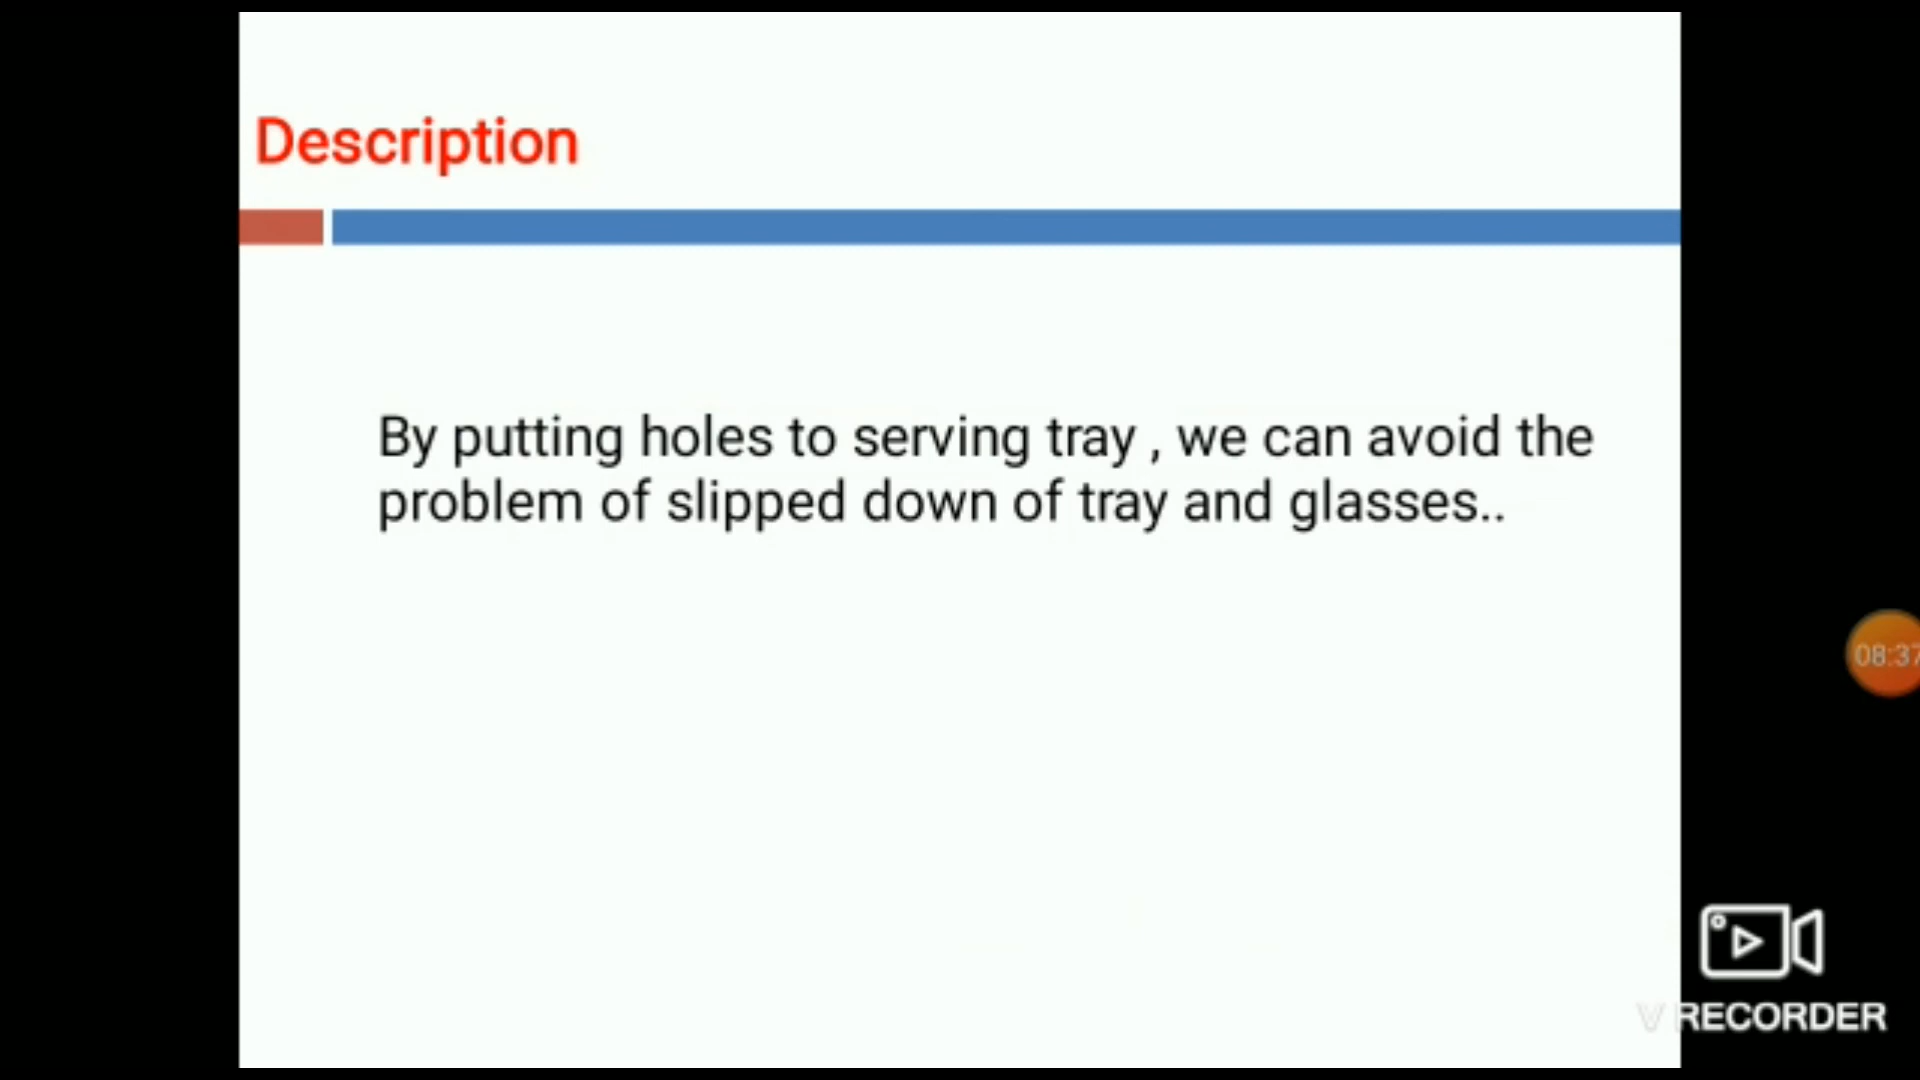 Description
By putting holes to serving tray , we can avoid the
problem of slipped down of tray and glasses..
08:37
V RECORDER